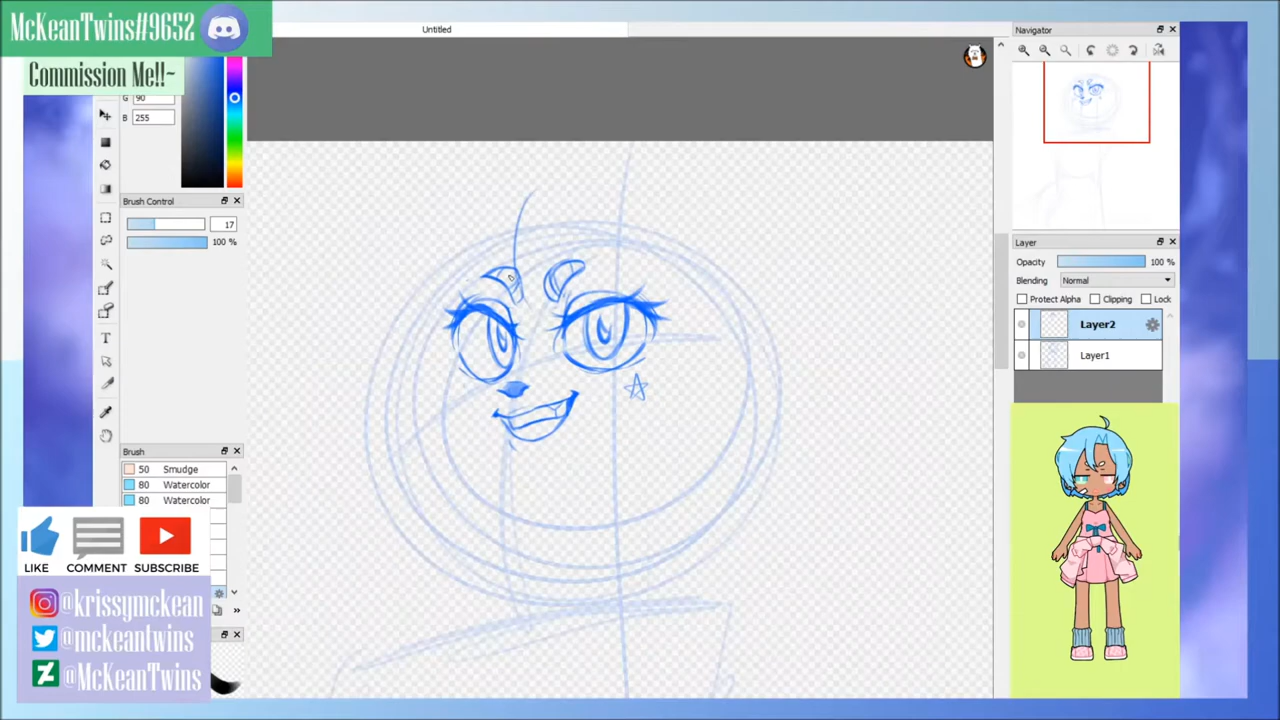 McKeanTwins#9652
Commission Me!!~
Untitled
G 90
B 255
Brush Control
17
100 %
Brush
50 Smudge
80 Watercolor
80 Watercolor
LIKE COMMENT SUBSCRIBE
@krissymckean
@mckeantwins
@McKeanTwins
Navigator
Layer
Opacity 100 %
Blending Normal
Protect Alpha Clipping Lock
Layer2
Layer1